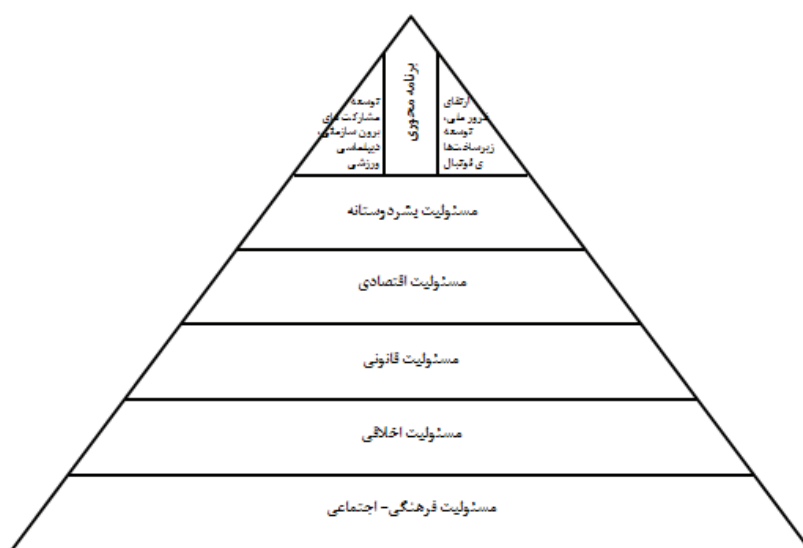 ارتقای
غرور ملی،
توسعه
زیرساخت‌ها
ی فوتبال
برنامه محوری
توسعه
مشارکت های
برون سازمانی،
دیپلماسی
ورزشی
مسئولیت بشردوستانه
مسئولیت اقتصادی
مسئولیت قانونی
مسئولیت اخلاقی
مسئولیت فرهنگی- اجتماعی